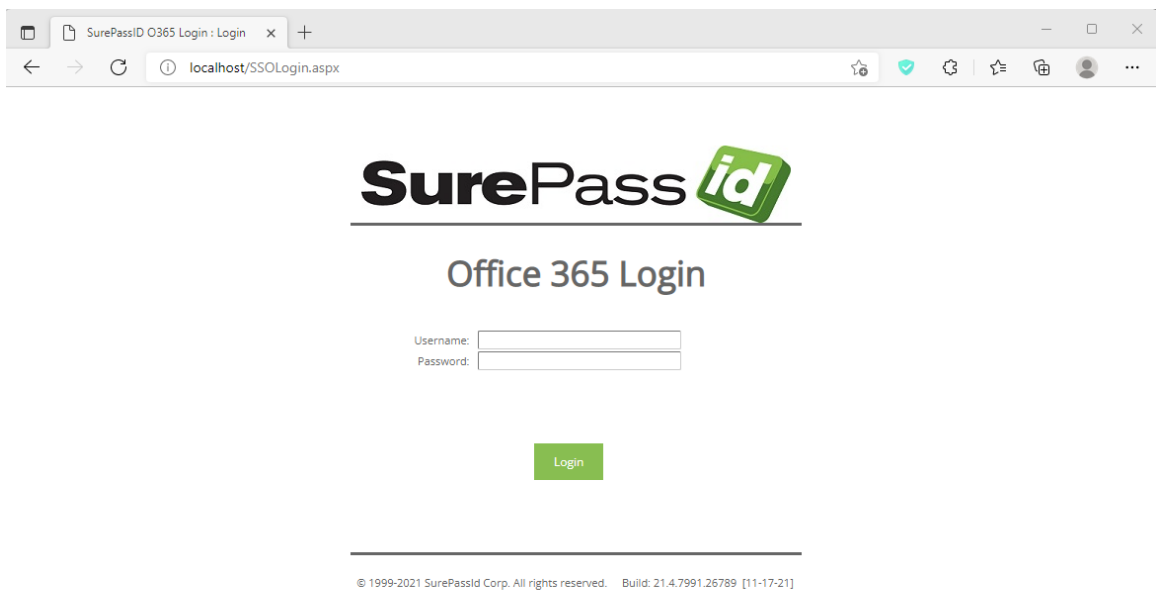 SurePassID O365 Login : Login
localhost/SSOLogin.aspx
SurePass id
Office 365 Login
Username:
Password:
Login
© 1999-2021 SurePassId Corp. All rights reserved. Build: 21.4.7991.26789 [11-17-21]